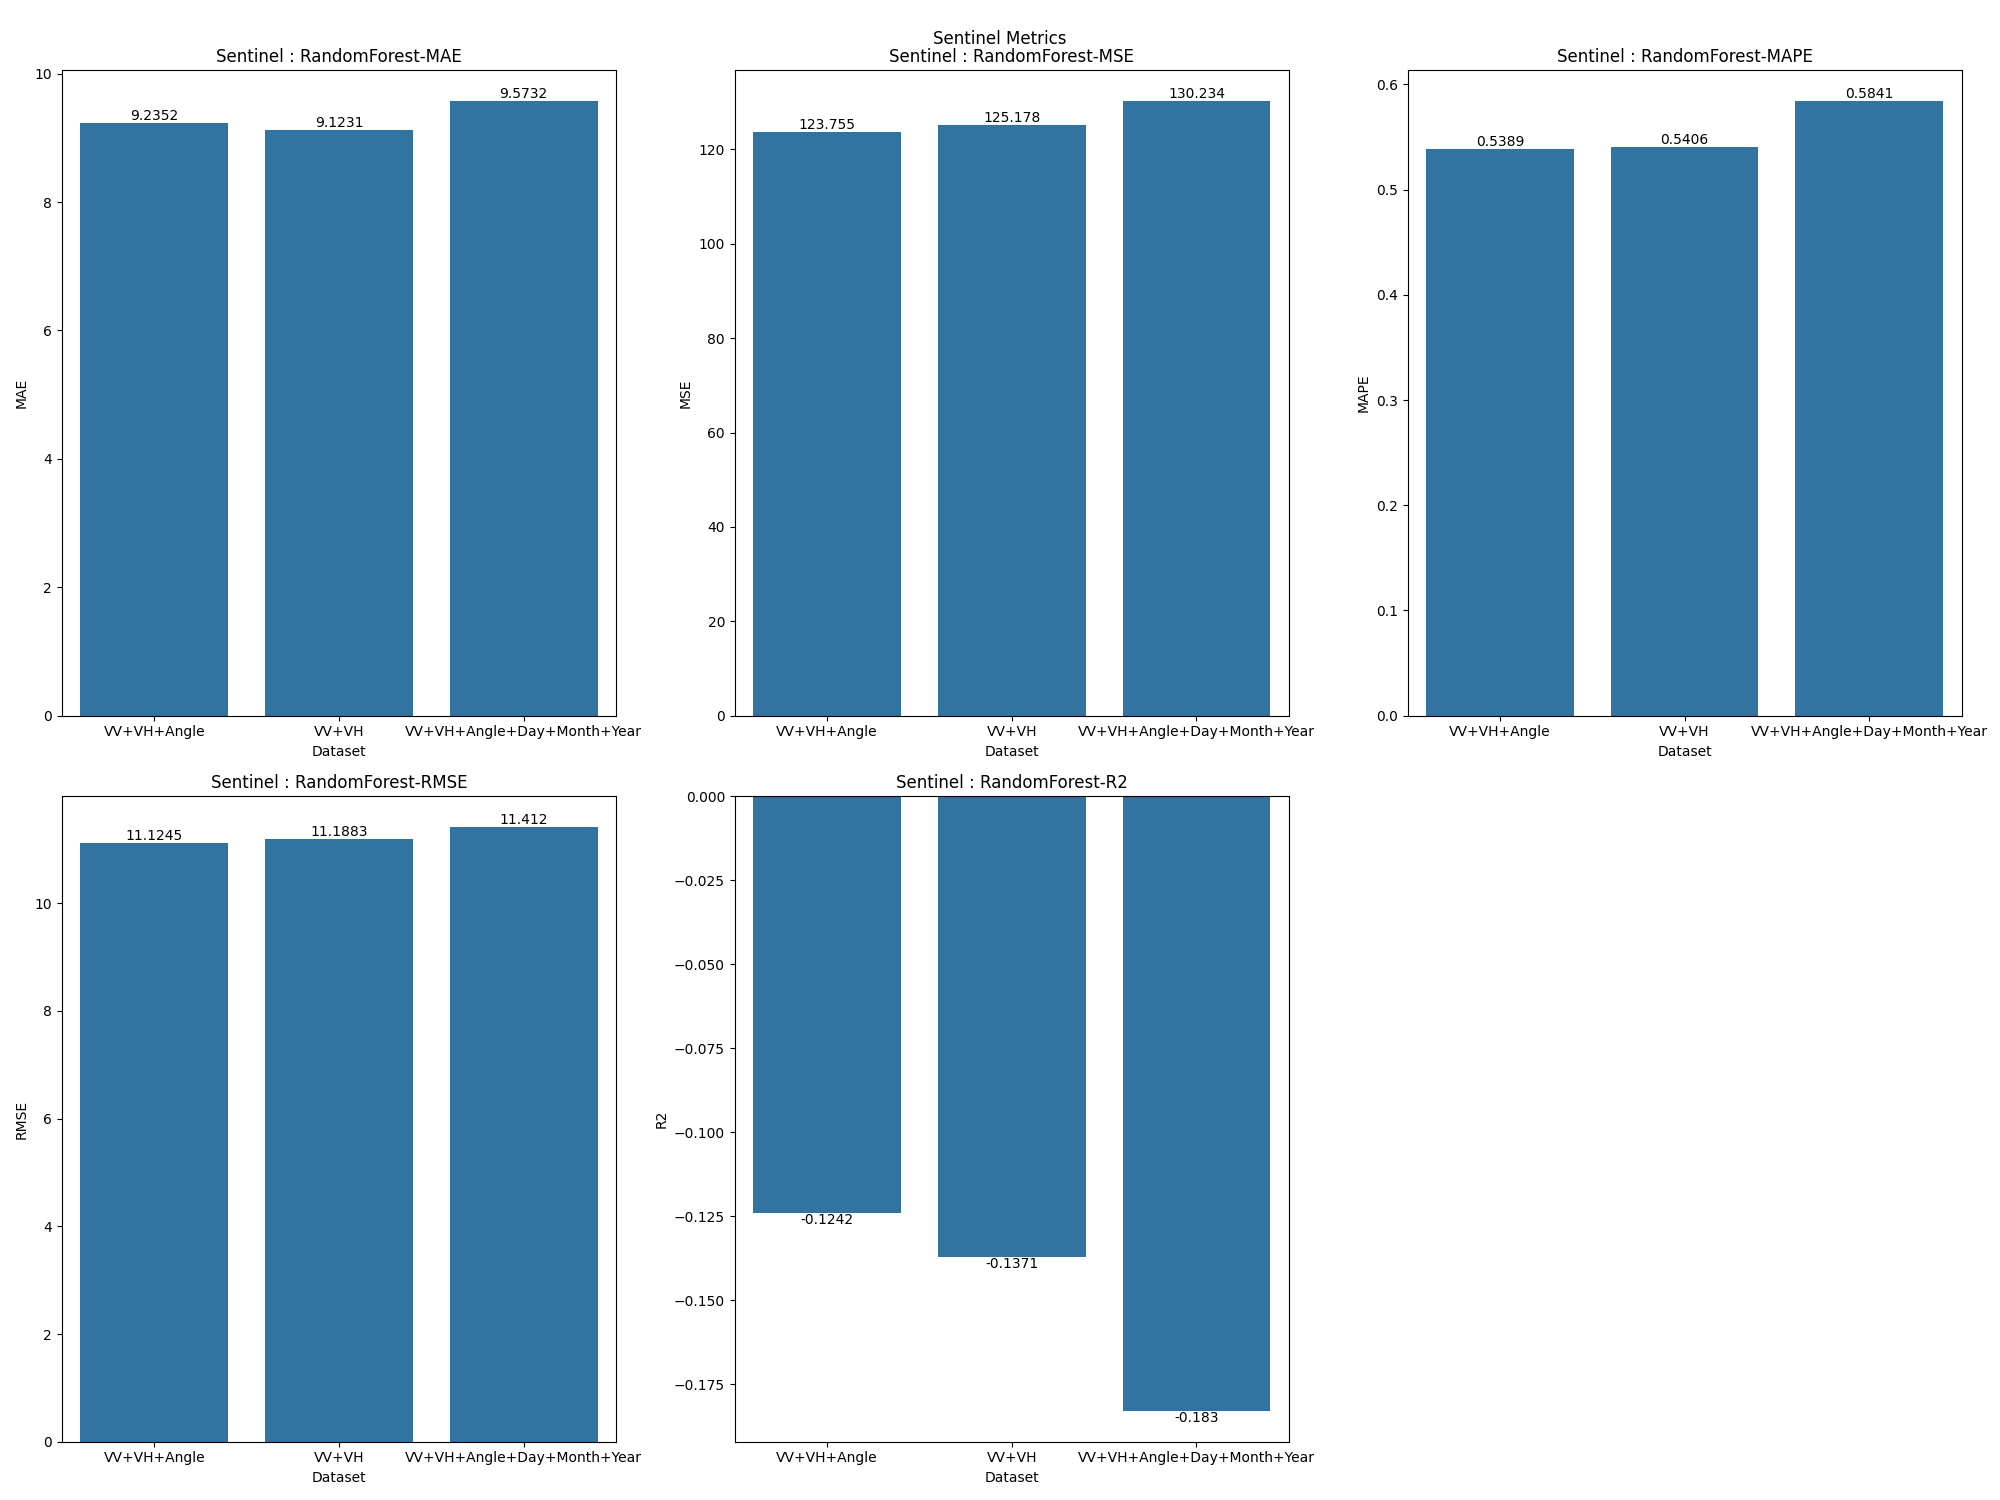 Sentinel Metrics
Sentinel : RandomForest-MAE
10
8
6
4
2
0
MAE
9.2352
9.1231
9.5732
VV+VH+Angle
VV+VH
VV+VH+Angle+Day+Month+Year
Dataset
Sentinel : RandomForest-MSE
120
100
80
60
40
20
0
MSE
123.755
125.178
130.234
VV+VH+Angle
VV+VH
VV+VH+Angle+Day+Month+Year
Dataset
Sentinel : RandomForest-MAPE
0.6
0.5
0.4
0.3
0.2
0.1
0.0
MAPE
0.5389
0.5406
0.5841
VV+VH+Angle
VV+VH
VV+VH+Angle+Day+Month+Year
Dataset
Sentinel : RandomForest-RMSE
10
8
6
4
2
0
RMSE
11.1245
11.1883
11.412
VV+VH+Angle
VV+VH
VV+VH+Angle+Day+Month+Year
Dataset
Sentinel : RandomForest-R2
0.000
−0.025
−0.050
−0.075
−0.100
−0.125
−0.150
−0.175
R2
-0.1242
-0.1371
-0.183
VV+VH+Angle
VV+VH
VV+VH+Angle+Day+Month+Year
Dataset